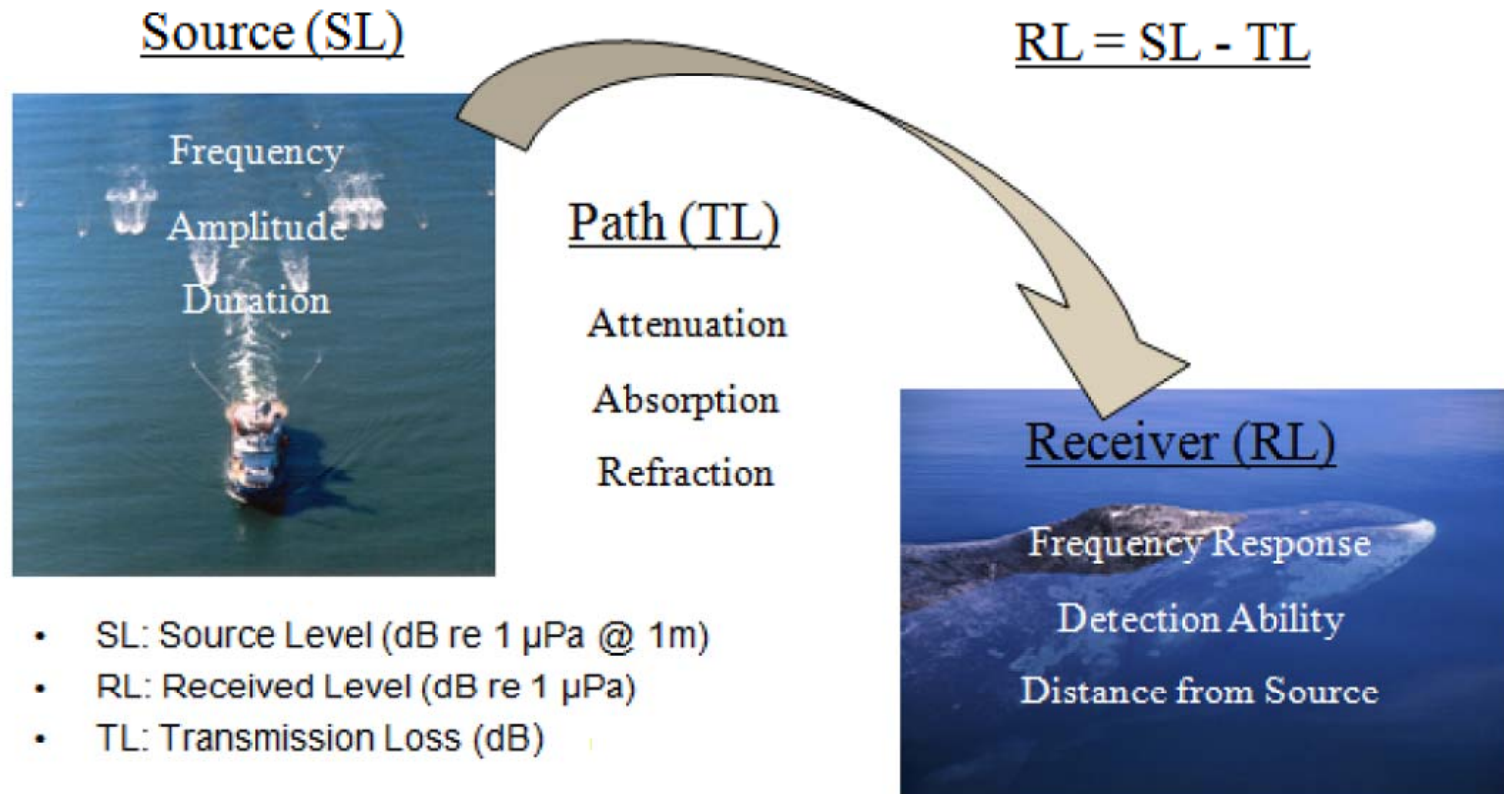 Source (SL)
RL = SL - TL
Frequency
Amplitude
Duration
Path (TL)
Attenuation
Absorption
Refraction
Receiver (RL)
Frequency Response
Detection Ability
Distance from Source
• SL: Source Level (dB re 1 µPa @ 1m)
• RL: Received Level (dB re 1 µPa)
• TL: Transmission Loss (dB)